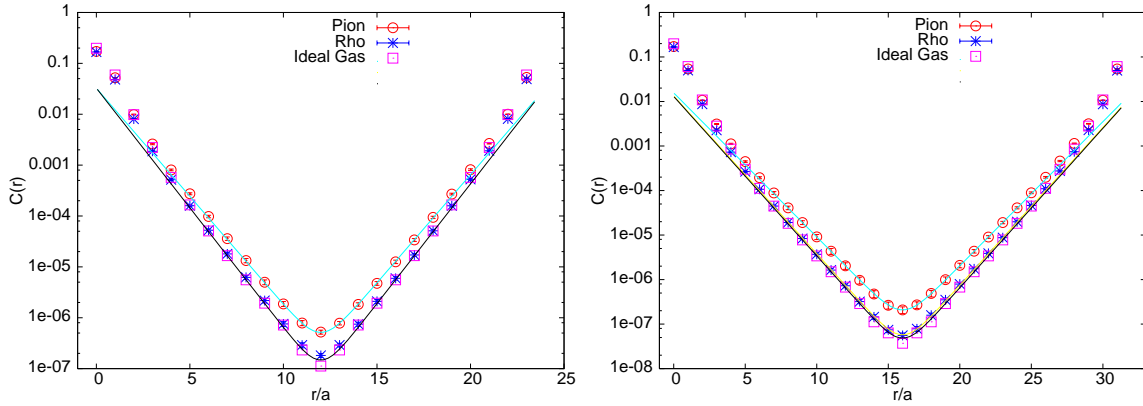 Pion
Rho
Ideal Gas
C(r)
1
0.1
0.01
0.001
1e-04
1e-05
1e-06
1e-07
0 5 10 15 20 25
r/a
Pion
Rho
Ideal Gas
C(r)
1
0.1
0.01
0.001
1e-04
1e-05
1e-06
1e-07
1e-08
0 5 10 15 20 25 30
r/a